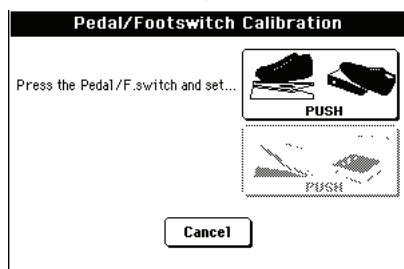 Pedal/Footswitch Calibration
Press the Pedal/F.switch and set...
PUSH
PUSH
Cancel